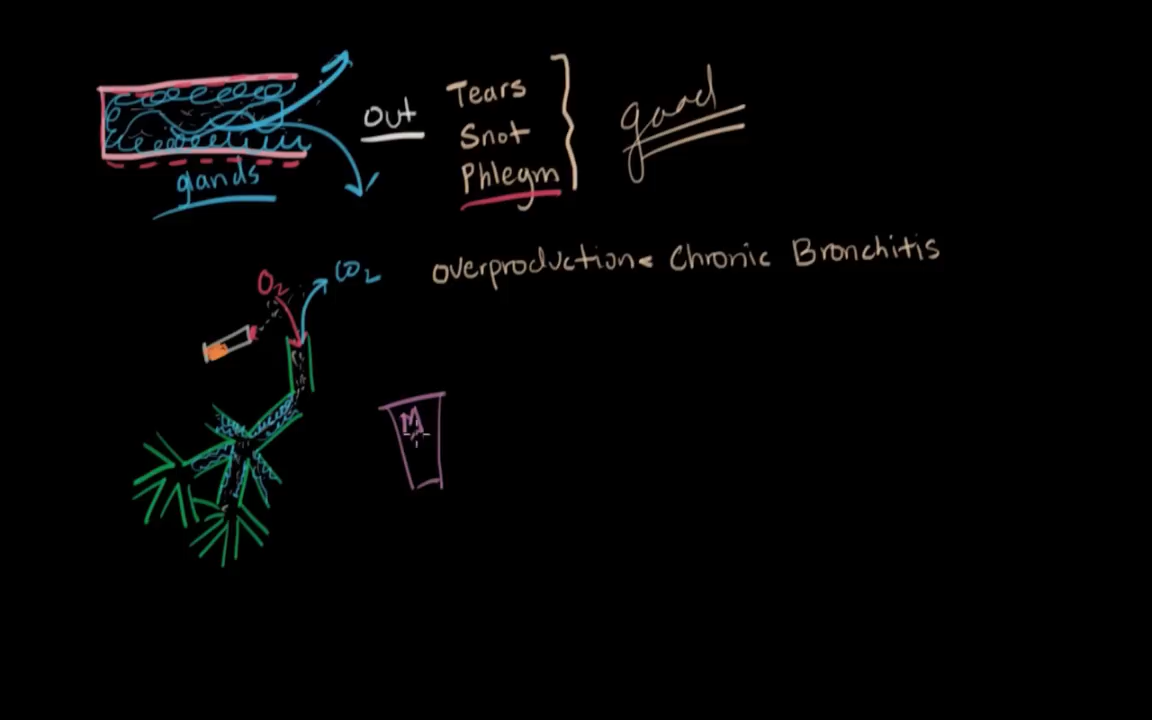 Out
Tears
Snot
Phlegm
good
glands
overproduction Chronic Bronchitis
O2
CO2
M